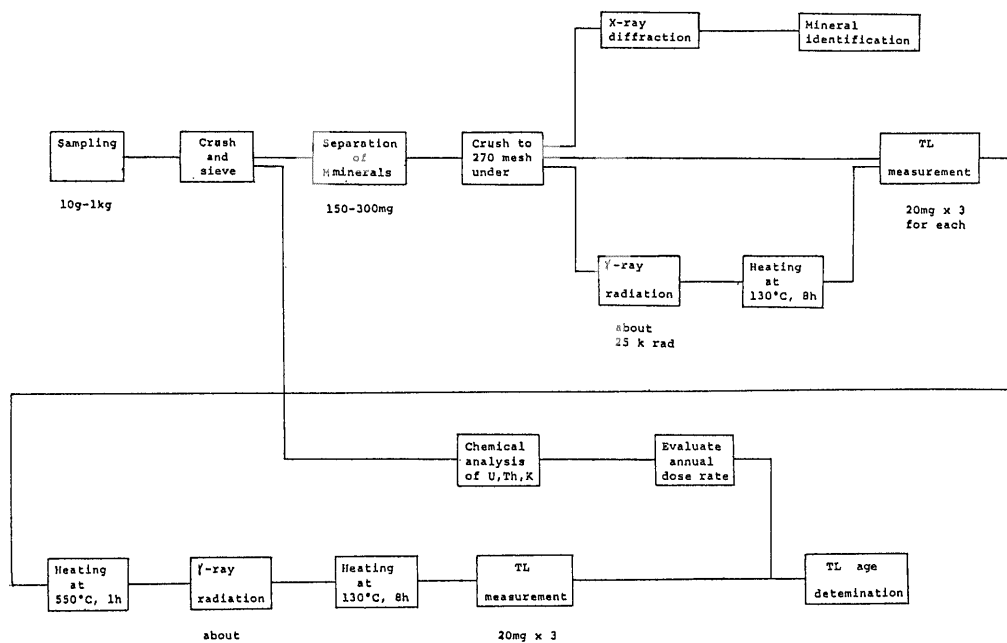 X-ray
diffraction
Mineral
identification
Sampling
10g-1kg
Crush
and
sieve
Separation
of
Mminerals
150-300mg
Crush to
270 mesh
under
TL
measurement
20mg x 3
for each
γ-ray
radiation
about
25 k rad
Heating
at
130°C, 8h
Chemical
analysis
of U,Th,K
Evaluate
annual
dose rate
Heating
at
550°C, 1h
γ-ray
radiation
about
Heating
at
130°C, 8h
TL
measurement
20mg x 3
TL age
detemination